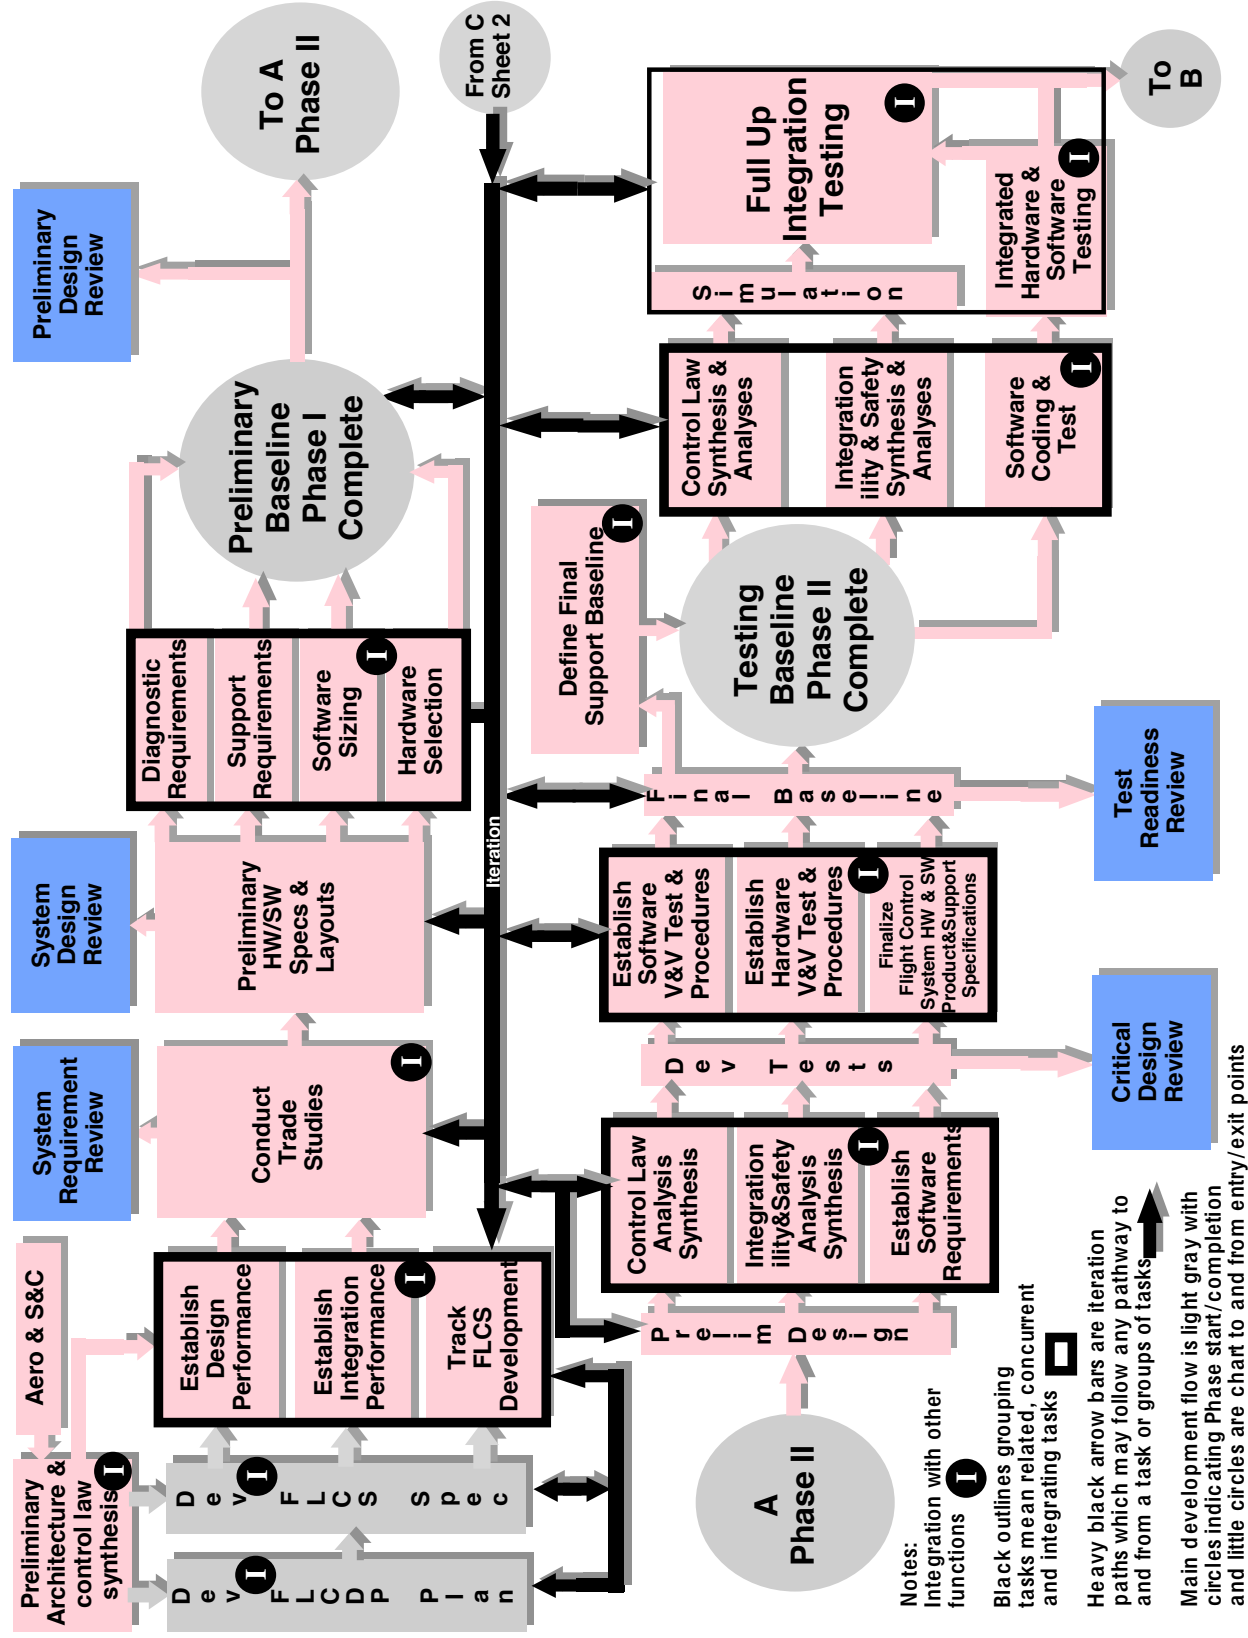 Aero & S&C
Preliminary
Architecture &
control law
synthesis
I
Dev FLCDP Plan
I
Dev FLCS Spec
I
Establish
Design
Performance
Establish
Integration
Performance
I
Track
FLCS
Development
System
Requirement
Review
Conduct
Trade
Studies
I
System
Design
Review
Preliminary
HW/SW
Specs &
Layouts
Diagnostic
Requirements
Support
Requirements
Software
Sizing
I
Hardware
Selection
Preliminary
Baseline
Phase I
Complete
Preliminary
Design
Review
To A
Phase II
From C
Sheet 2
Iteration
A
Phase II
Prelim Design
Control Law
Analysis
Synthesis
Integration
ility&Safety
Analysis
Synthesis
I
Establish
Software
Requirements
Dev Tests
Critical
Design
Review
Establish
Software
V&V Test &
Procedures
Establish
Hardware
V&V Test &
Procedures
I
Finalize
Flight Control
System HW & SW
Product&Support
Specifications
Final Baseline
Test
Readiness
Review
Define Final
Support Baseline
I
Testing
Baseline
Phase II
Complete
Control Law
Synthesis &
Analyses
Integration
ility & Safety
Synthesis &
Analyses
Software
Coding &
Test
I
Simulation
Full Up
Integration
Testing
I
Integrated
Hardware &
Software
Testing
I
To
B
Notes:
Integration with other
functions I
Black outlines grouping
tasks mean related, concurrent
and integrating tasks
Heavy black arrow bars are iteration
paths which may follow any pathway to
and from a task or groups of tasks
Main development flow is light gray with
circles indicating Phase start/completion
and little circles are chart to and from entry/exit points